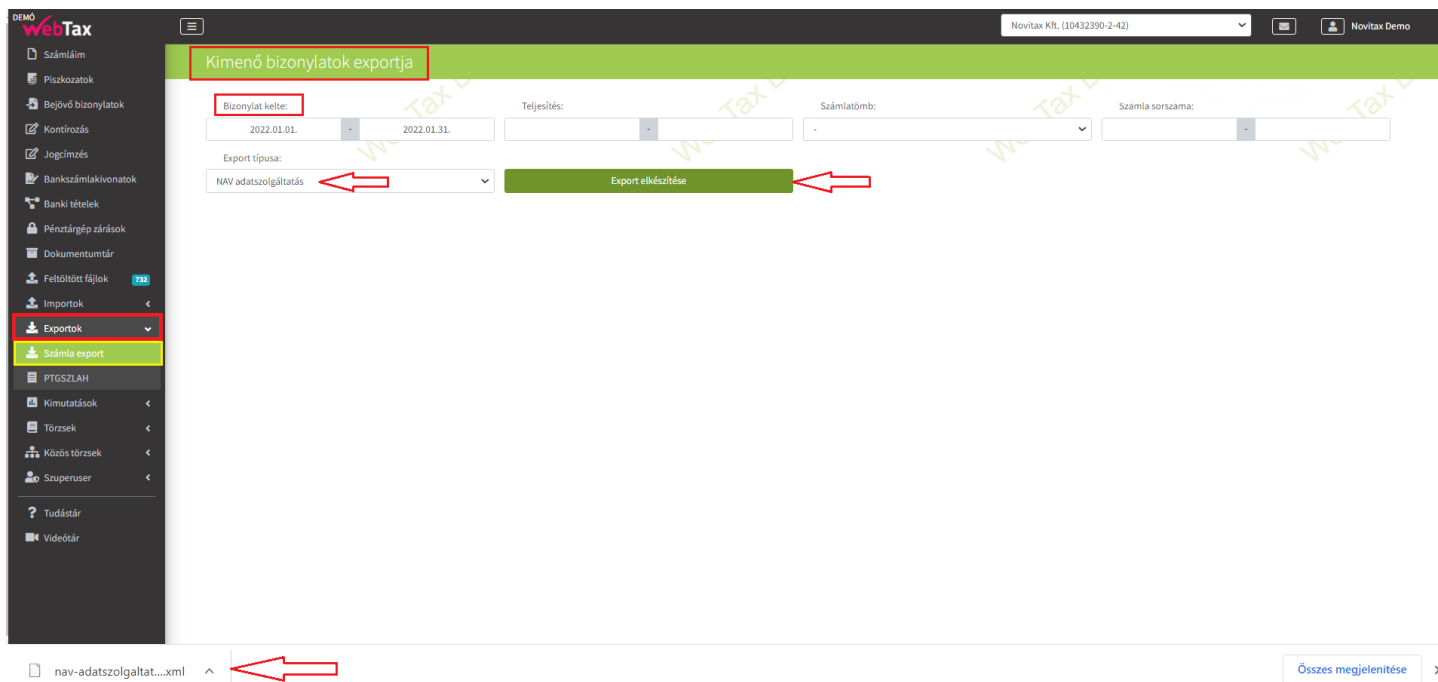 DEMÓ
WebTax
Novitax Kft. (10432390-2-42)
Novitax Demo
Számláim
Piszkozatok
Bejövő bizonylatok
Kontírozás
Jogcímzés
Bankszámlakivonatok
Banki tételek
Pénztárgép zárások
Dokumentumtár
Feltöltött fájlok 732
Importok
Exportok
Számla export
PTGSZLAH
Kimutatások
Törzsek
Közös törzsek
Szuperuser
Tudástár
Videótár
Kimenő bizonylatok exportja
Bizonylat kelte: Teljesítés: Számlatömb: Számla sorszama:
2022.01.01. - 2022.01.31. - - -
Export típusa:
NAV adatszolgáltatás Export elkészítése
nav-adatszolgaltat....xml
Összes megjelenítése